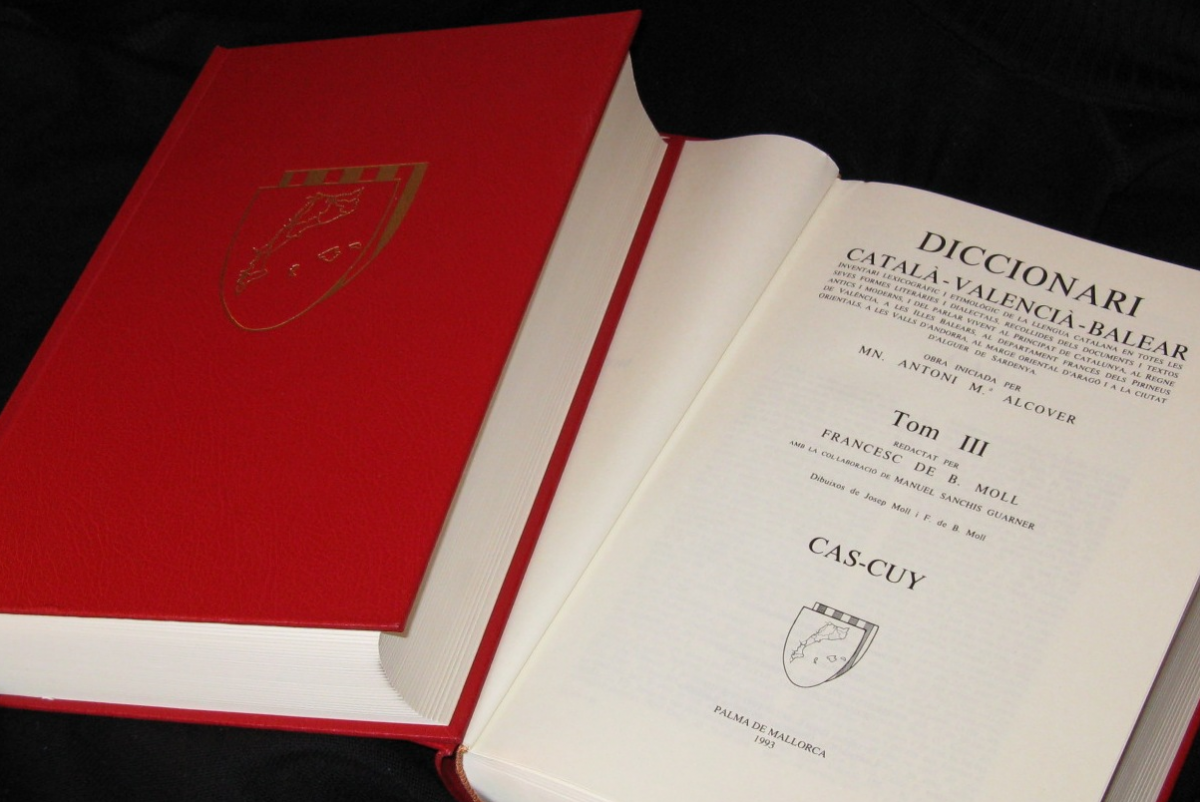 DICCIONARI
CATALÀ-VALENCIÀ-BALEAR
INVENTARI LEXICOGRÀFIC I ETIMOLÒGIC DE LA LLENGUA CATALANA EN TOTES LES
SEVES FORMES LITERÀRIES I DIALECTALS, RECOLLIDES DELS DOCUMENTS I TEXTOS
ANTICS I MODERNS, I DEL PARLAR VIVENT AL PRINCIPAT DE CATALUNYA, AL REGNE
DE VALÈNCIA, A LES ILLES BALEARS, AL DEPARTAMENT FRANCÈS DELS PIRINEUS
ORIENTALS, A LES VALLS D'ANDORRA, AL MARGE ORIENTAL D'ARAGÓ I A LA CIUTAT
D'ALGUER DE SARDENYA.
OBRA INICIADA PER
MN. ANTONI M.ª ALCOVER
Tom III
REDACTAT PER
FRANCESC DE B. MOLL
AMB LA COL·LABORACIÓ DE MANUEL SANCHIS GUARNER
Dibuixos de Josep Moll i F. de B. Moll
CAS-CUY
PALMA DE MALLORCA
1993